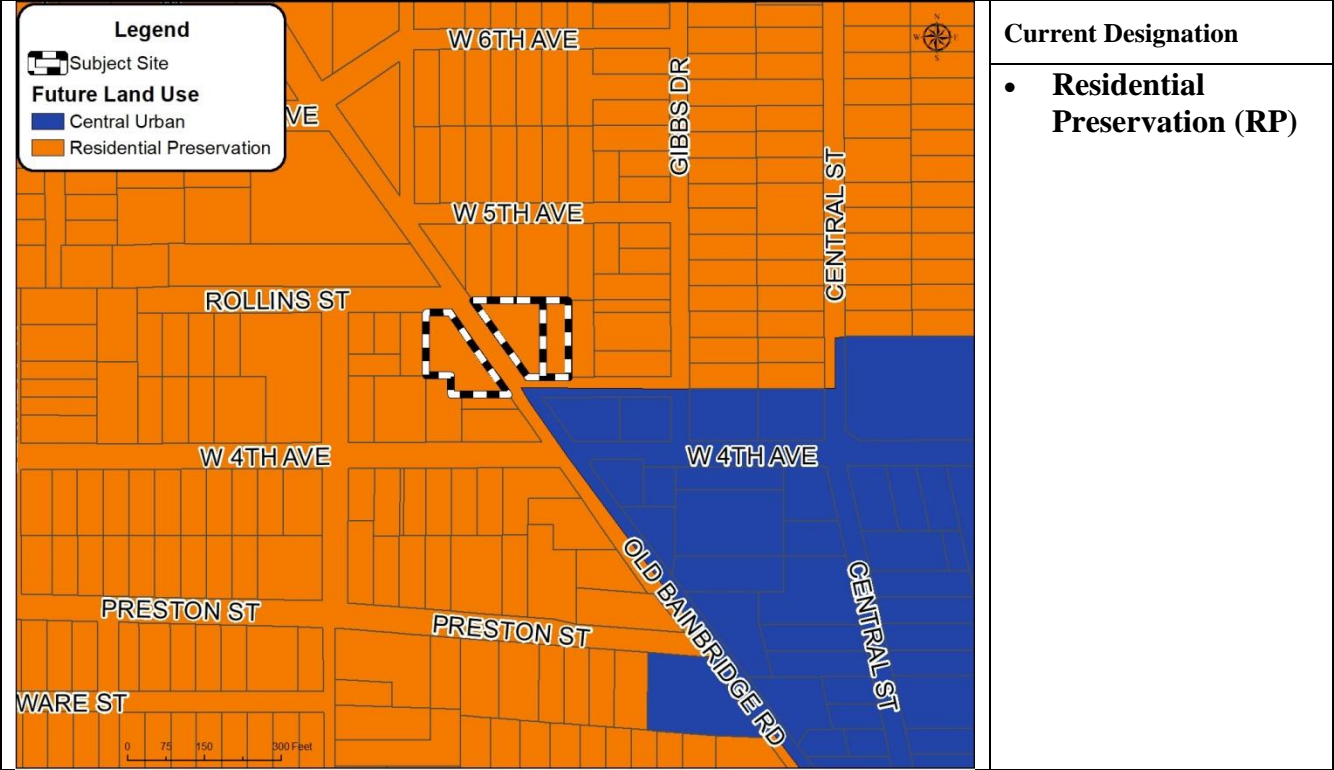 Legend
Subject Site
Future Land Use
Central Urban
Residential Preservation
VE
W 6TH AVE
N
W E
S
GIBBS DR
CENTRAL ST
W 5TH AVE
ROLLINS ST
W 4TH AVE
W 4TH AVE
OLD BAINBRIDGE RD
CENTRAL ST
PRESTON ST
PRESTON ST
WARE ST
0 75 150 300 Feet
Current Designation
• Residential
Preservation (RP)